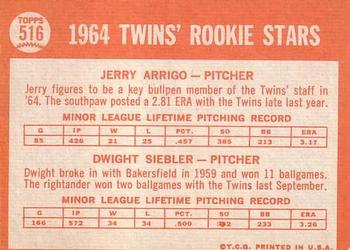 TOPPS
516
1964 TWINS' ROOKIE STARS
JERRY ARRIGO — PITCHER
Jerry figures to be a key bullpen member of the Twins' staff in
'64. The southpaw posted a 2.81 ERA with the Twins late last year.
MINOR LEAGUE LIFETIME PITCHING RECORD
G IP W L PCT. SO BB ERA
85 426 21 25 .457 385 213 3.17
DWIGHT SIEBLER — PITCHER
Dwight broke in with Bakersfield in 1959 and won 11 ballgames.
The rightander won two ballgames with the Twins last September.
MINOR LEAGUE LIFETIME PITCHING RECORD
G IP W L PCT. SO BB ERA
166 572 34 34 .500 202 3.26
©T.C.G. PRINTED IN U.S.A.